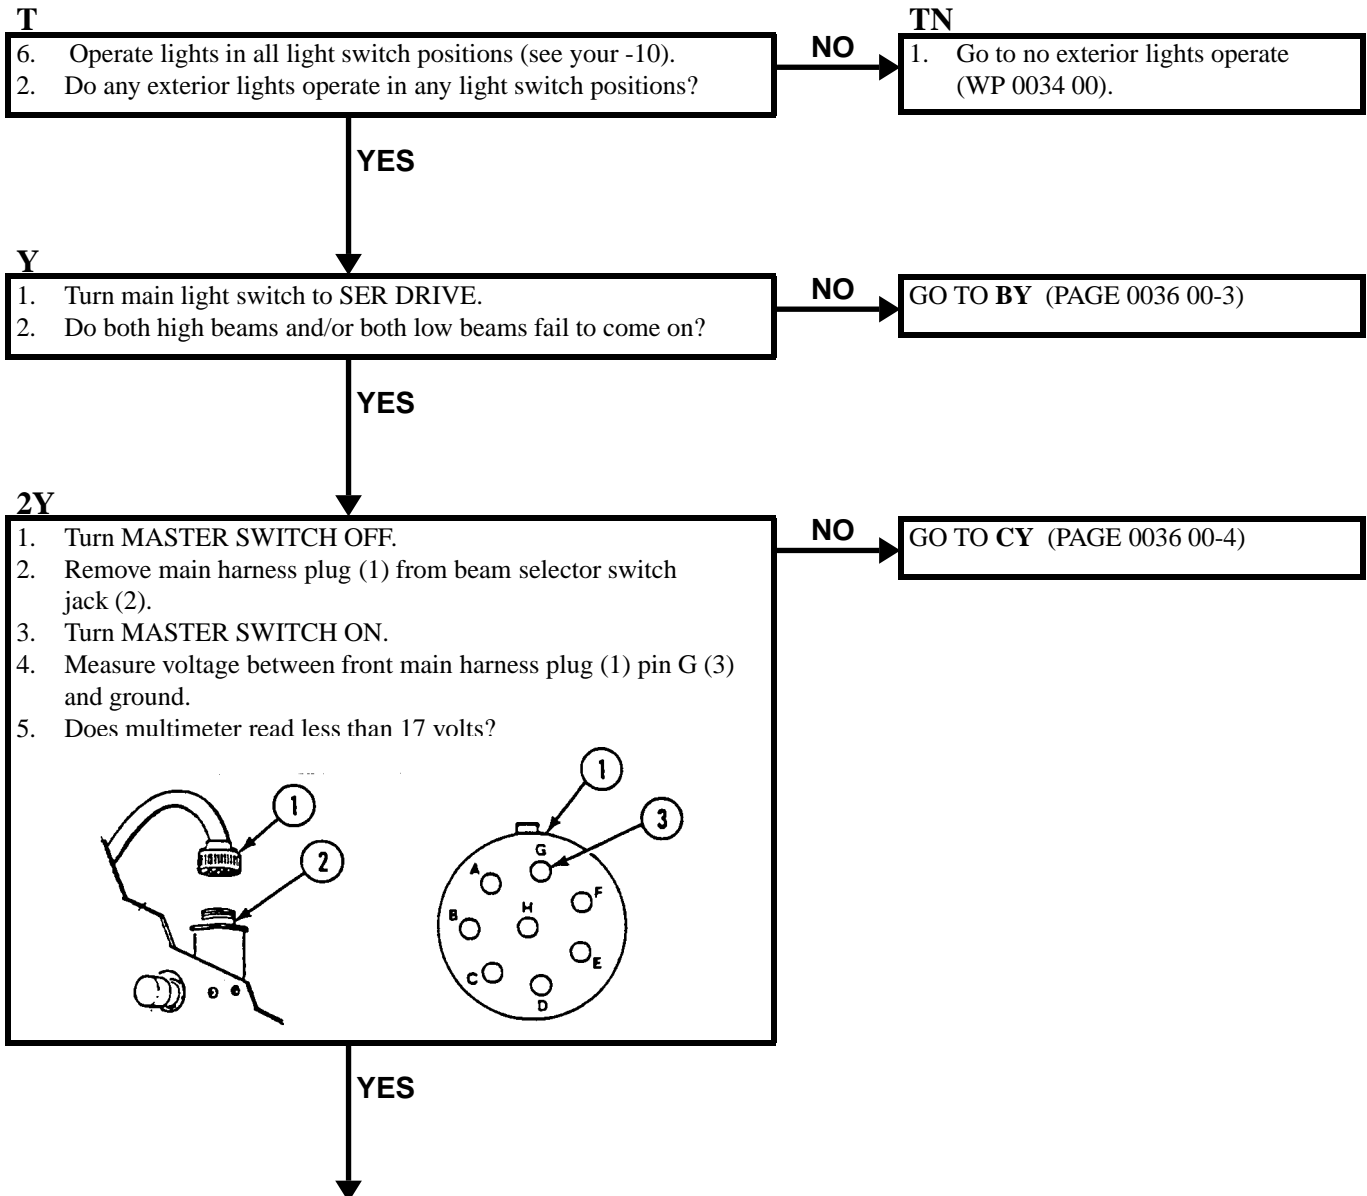 T
6. Operate lights in all light switch positions (see your -10).
2. Do any exterior lights operate in any light switch positions?
NO
TN
1. Go to no exterior lights operate
(WP 0034 00).
YES
Y
1. Turn main light switch to SER DRIVE.
2. Do both high beams and/or both low beams fail to come on?
NO
GO TO BY (PAGE 0036 00-3)
YES
2Y
1. Turn MASTER SWITCH OFF.
2. Remove main harness plug (1) from beam selector switch
jack (2).
3. Turn MASTER SWITCH ON.
4. Measure voltage between front main harness plug (1) pin G (3)
and ground.
5. Does multimeter read less than 17 volts?
NO
GO TO CY (PAGE 0036 00-4)
1
2
1
3
G
A
F
B
H
E
C
D
YES